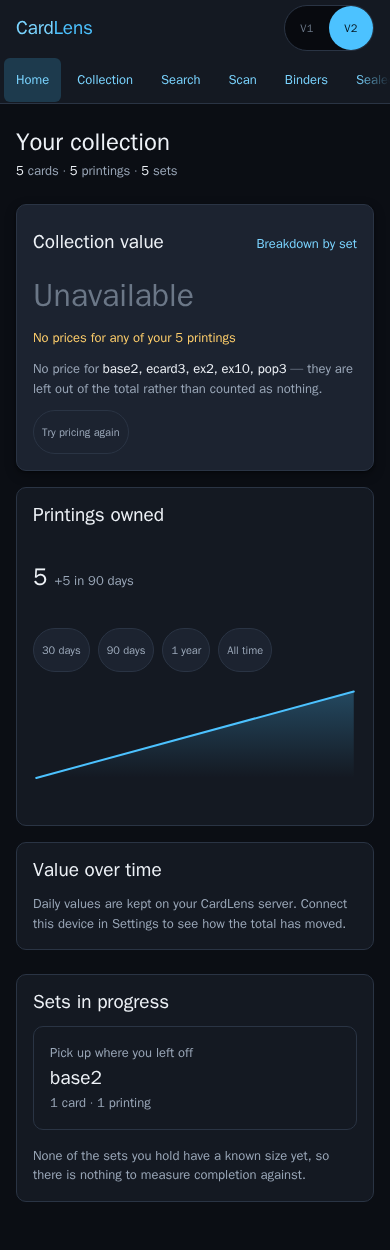 CardLens
V1
V2
Home
Collection
Search
Scan
Binders
Seale
Your collection
5 cards · 5 printings · 5 sets
Collection value
Breakdown by set
Unavailable
No prices for any of your 5 printings
No price for base2, ecard3, ex2, ex10, pop3 — they are
left out of the total rather than counted as nothing.
Try pricing again
Printings owned
5 +5 in 90 days
30 days
90 days
1 year
All time
Value over time
Daily values are kept on your CardLens server. Connect
this device in Settings to see how the total has moved.
Sets in progress
Pick up where you left off
base2
1 card · 1 printing
None of the sets you hold have a known size yet, so
there is nothing to measure completion against.